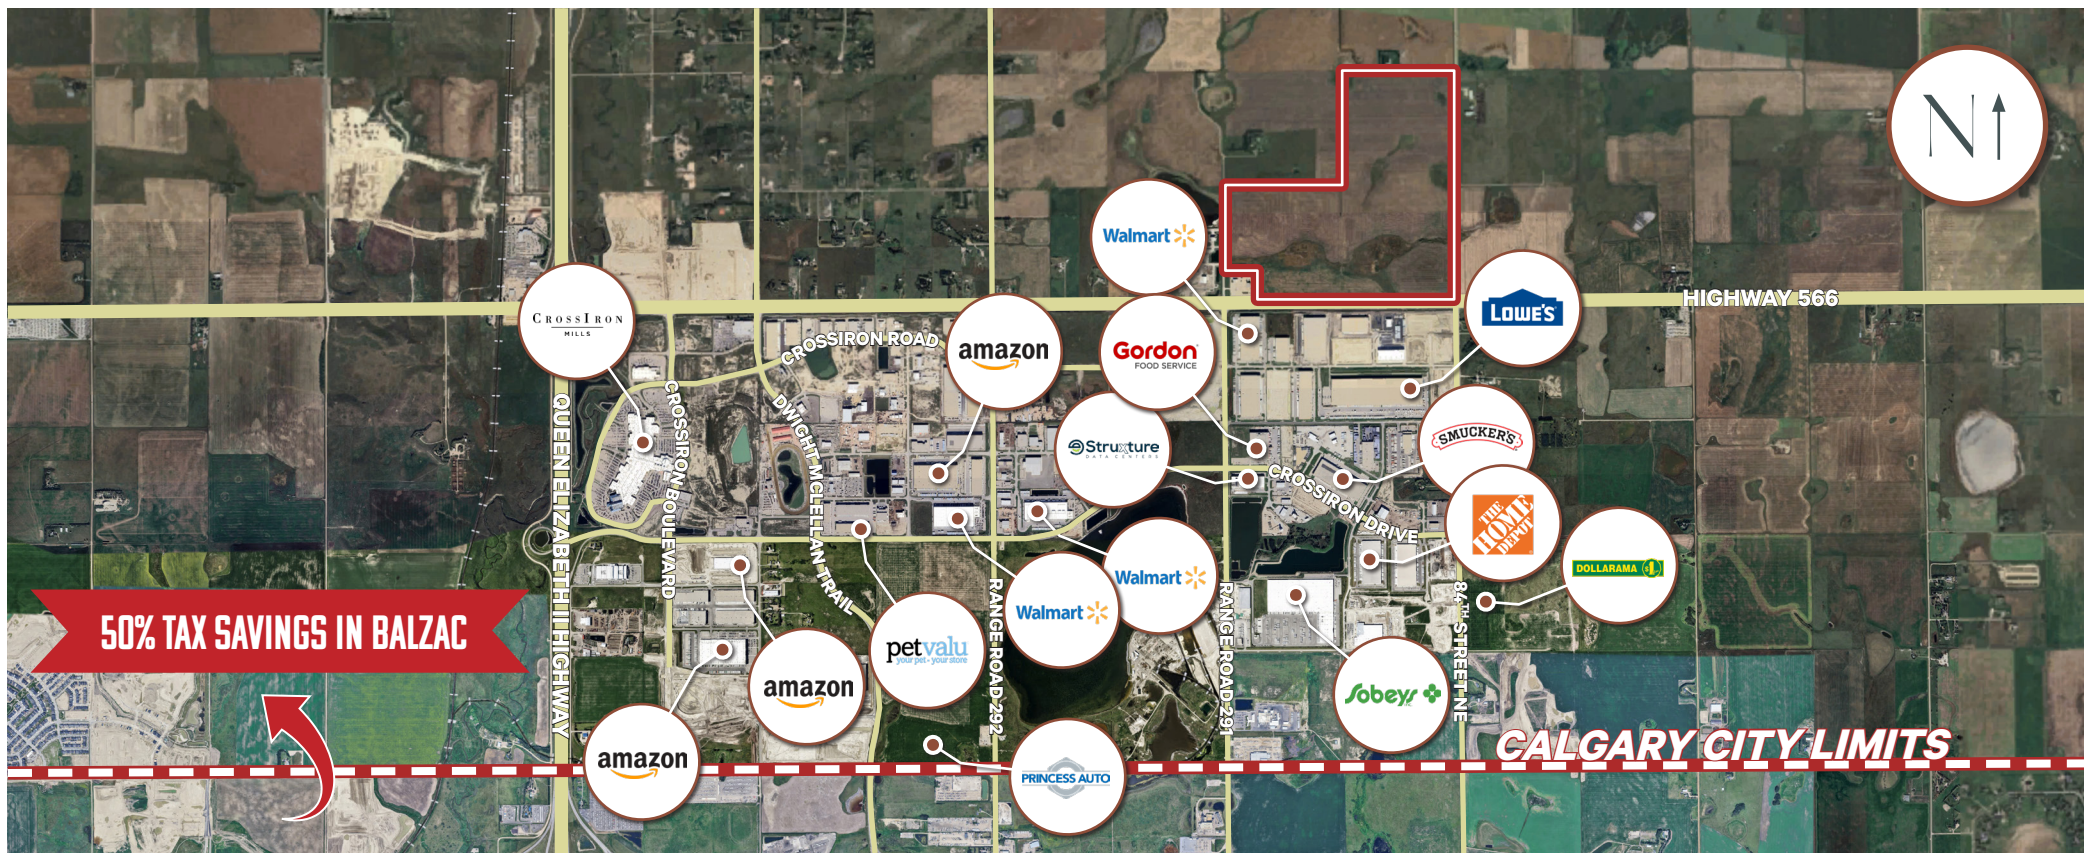 N
Walmart
HIGHWAY 566
LOWE'S
CROSSIRON
MILLS
CROSSIRON ROAD
amazon
Gordon
FOOD SERVICE
QUEEN ELIZABETH II HIGHWAY
CROSSIRON BOULEVARD
DWIGHT MCLELLAN TRAIL
Struxture
DATA CENTERS
SMUCKER'S
CROSSIRON DRIVE
THE
HOME
DEPOT
DOLLARAMA $1
Walmart
Walmart
RANGE ROAD 292
RANGE ROAD 291
84TH STREET NE
50% TAX SAVINGS IN BALZAC
petvalu
your pet • your store
amazon
Sobeys
amazon
PRINCESS AUTO
CALGARY CITY LIMITS